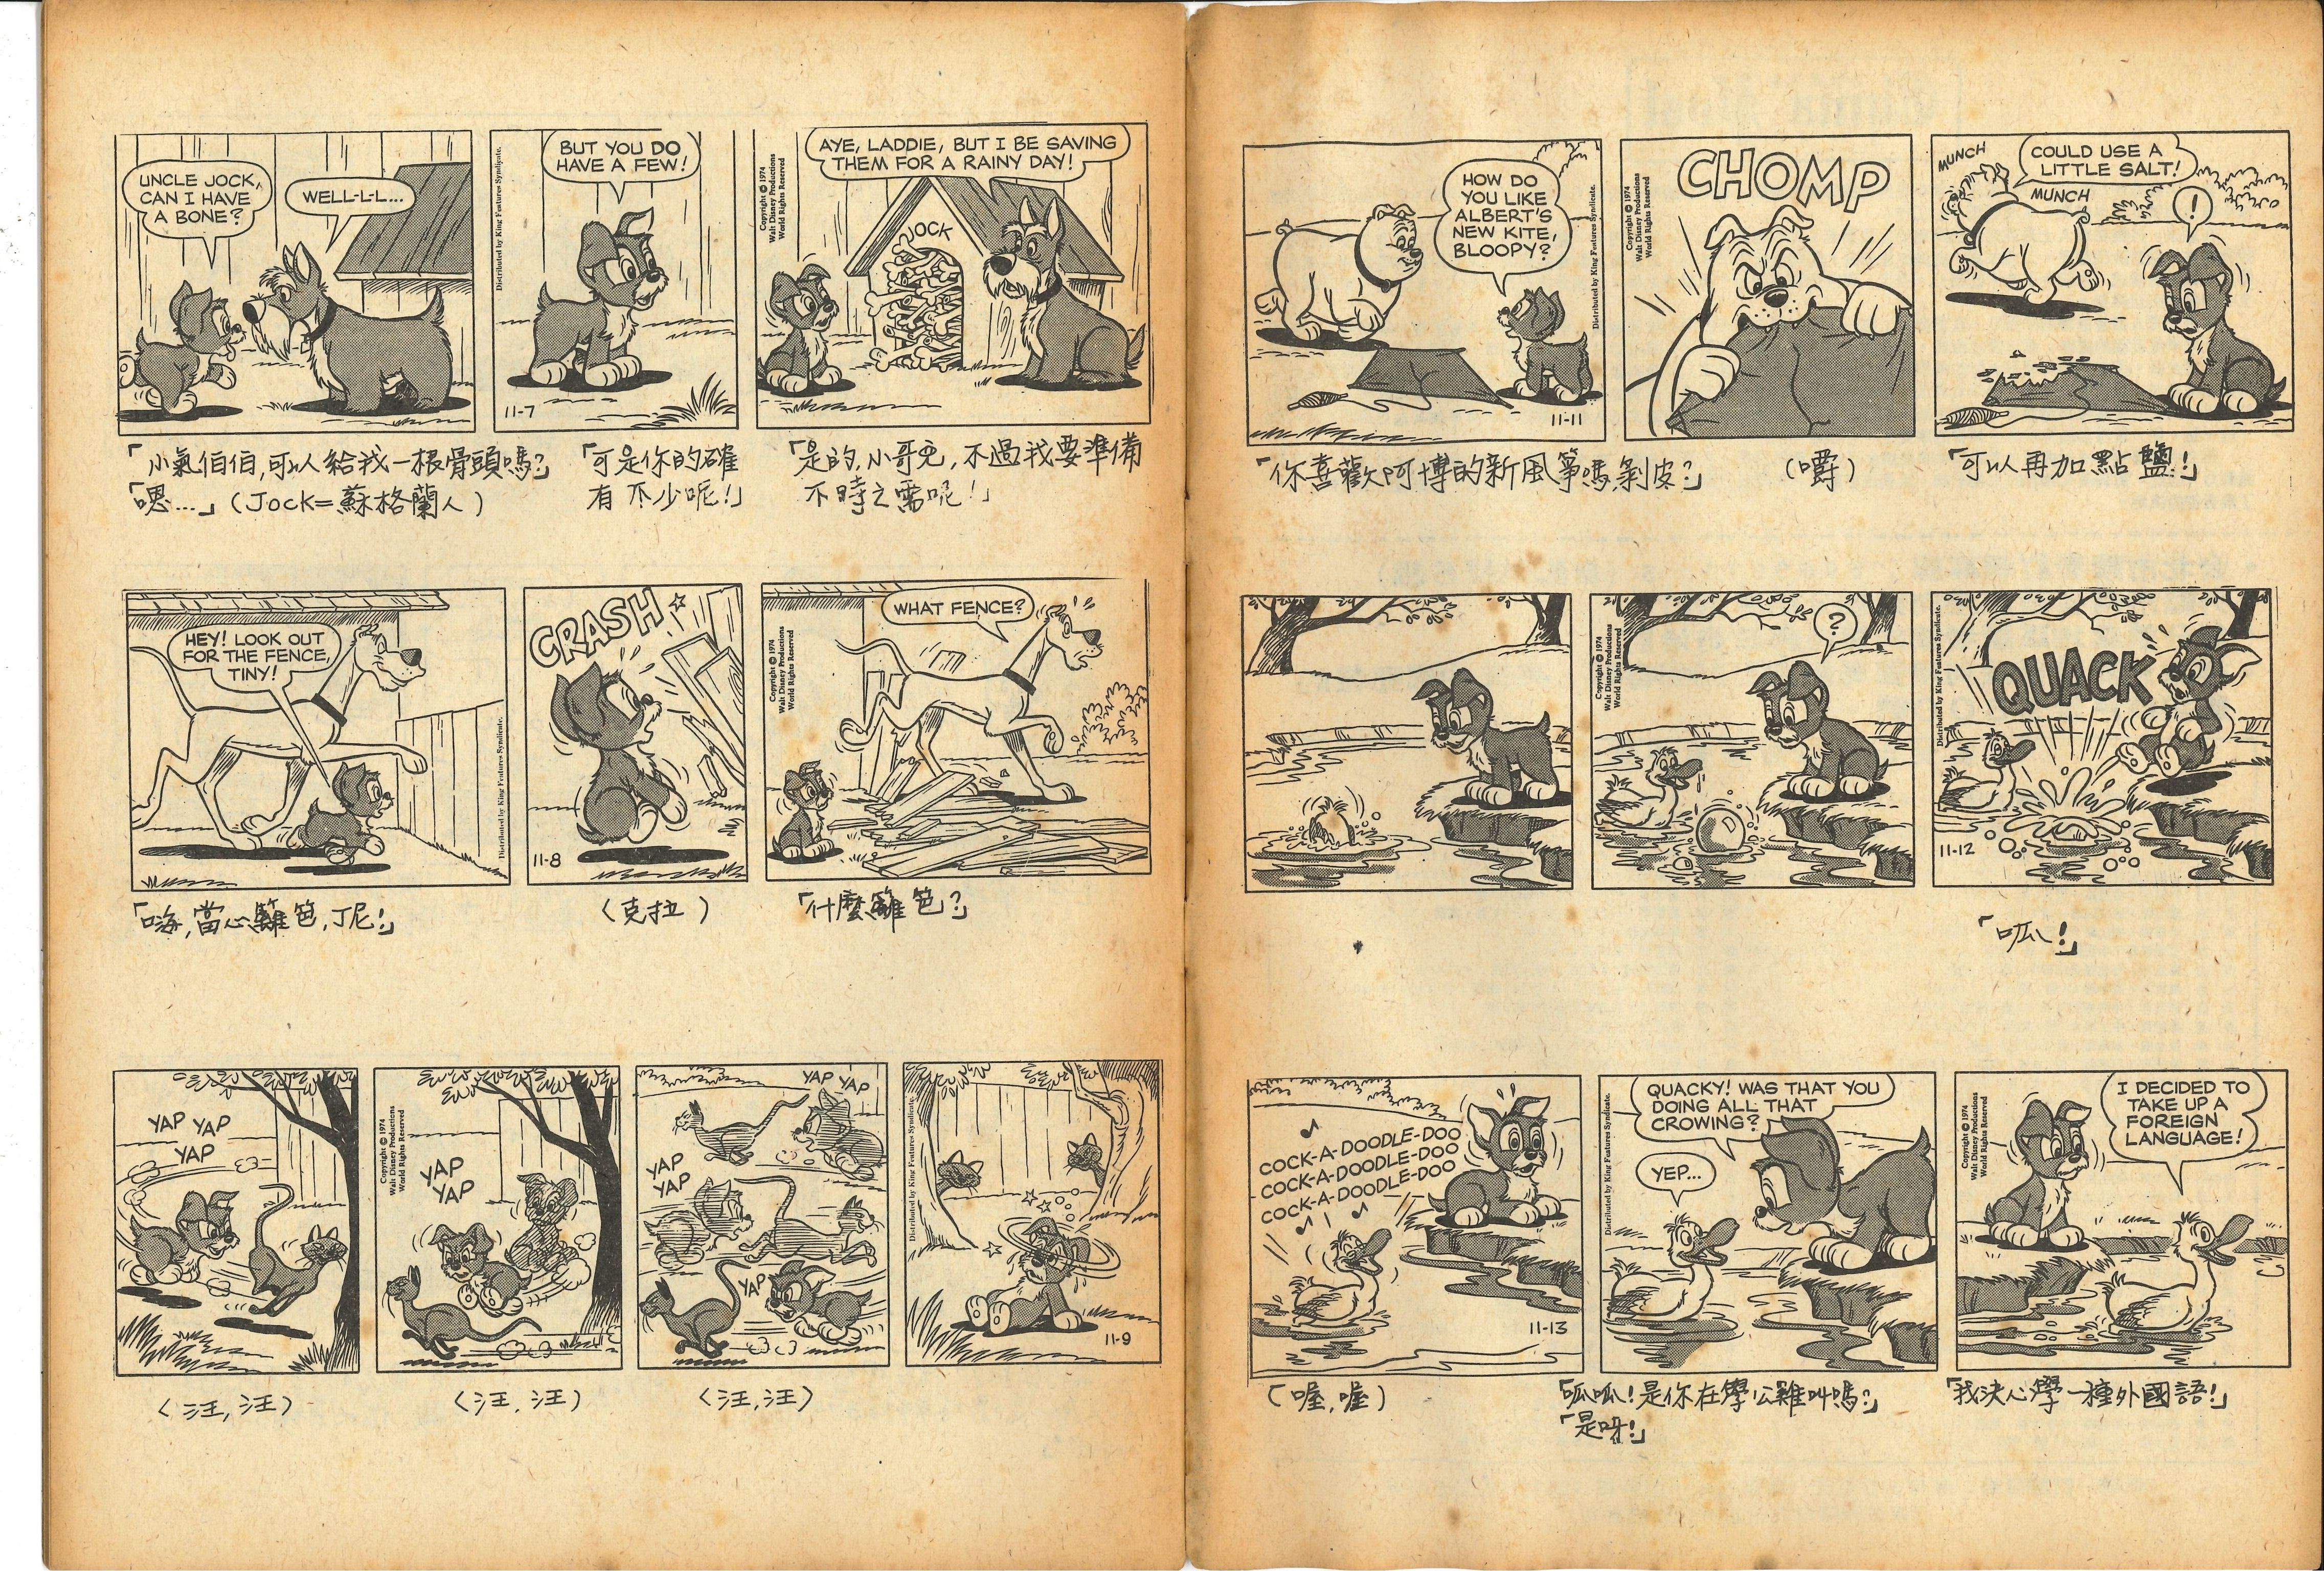 UNCLE JOCK,
CAN I HAVE
A BONE?
WELL-L-L...
Distributed by King Features Syndicate.
BUT YOU DO
HAVE A FEW!
11-7
Copyright © 1974
Walt Disney Productions
World Rights Reserved
AYE, LADDIE, BUT I BE SAVING
THEM FOR A RAINY DAY!
JOCK
「小氣伯伯,可以給我一根骨頭嗎?」
「嗯...」(Jock=蘇格蘭人)
「可是你的確
有不少呢!」
「是的,小哥兒,不過我要準備
不時之需呢!」
HEY! LOOK OUT
FOR THE FENCE,
TINY!
Distributed by King Features Syndicate.
CRASH
11-8
Copyright © 1974
Walt Disney Productions
World Rights Reserved
WHAT FENCE?
「嗨,當心籬笆,丁尼!」
(克拉)
「什麼籬笆?」
YAP YAP
YAP
Copyright © 1974
Walt Disney Productions
World Rights Reserved
YAP
YAP
YAP YAP
YAP
YAP
YAP
Distributed by King Features Syndicate.
11-9
(汪,汪)
(汪,汪)
(汪,汪)
HOW DO
YOU LIKE
ALBERT'S
NEW KITE,
BLOOPY?
Distributed by King Features Syndicate.
11-11
Copyright © 1974
Walt Disney Productions
World Rights Reserved
CHOMP
MUNCH
COULD USE A
LITTLE SALT!
MUNCH
!
「你喜歡阿博的新風箏嗎,剝皮?」
(嚼)
「可以再加點鹽!」
Copyright © 1974
Walt Disney Productions
World Rights Reserved
?
Distributed by King Features Syndicate.
QUACK
11-12
「呱!」
COCK-A-DOODLE-DOO
COCK-A-DOODLE-DOO
COCK-A-DOODLE-DOO
11-13
Distributed by King Features Syndicate.
QUACKY! WAS THAT YOU
DOING ALL THAT
CROWING?
YEP...
Copyright © 1974
Walt Disney Productions
World Rights Reserved
I DECIDED TO
TAKE UP A
FOREIGN
LANGUAGE!
(喔,喔)
「呱呱!是你在學公雞叫嗎?」
「是呀!」
「我決心學一種外國語!」